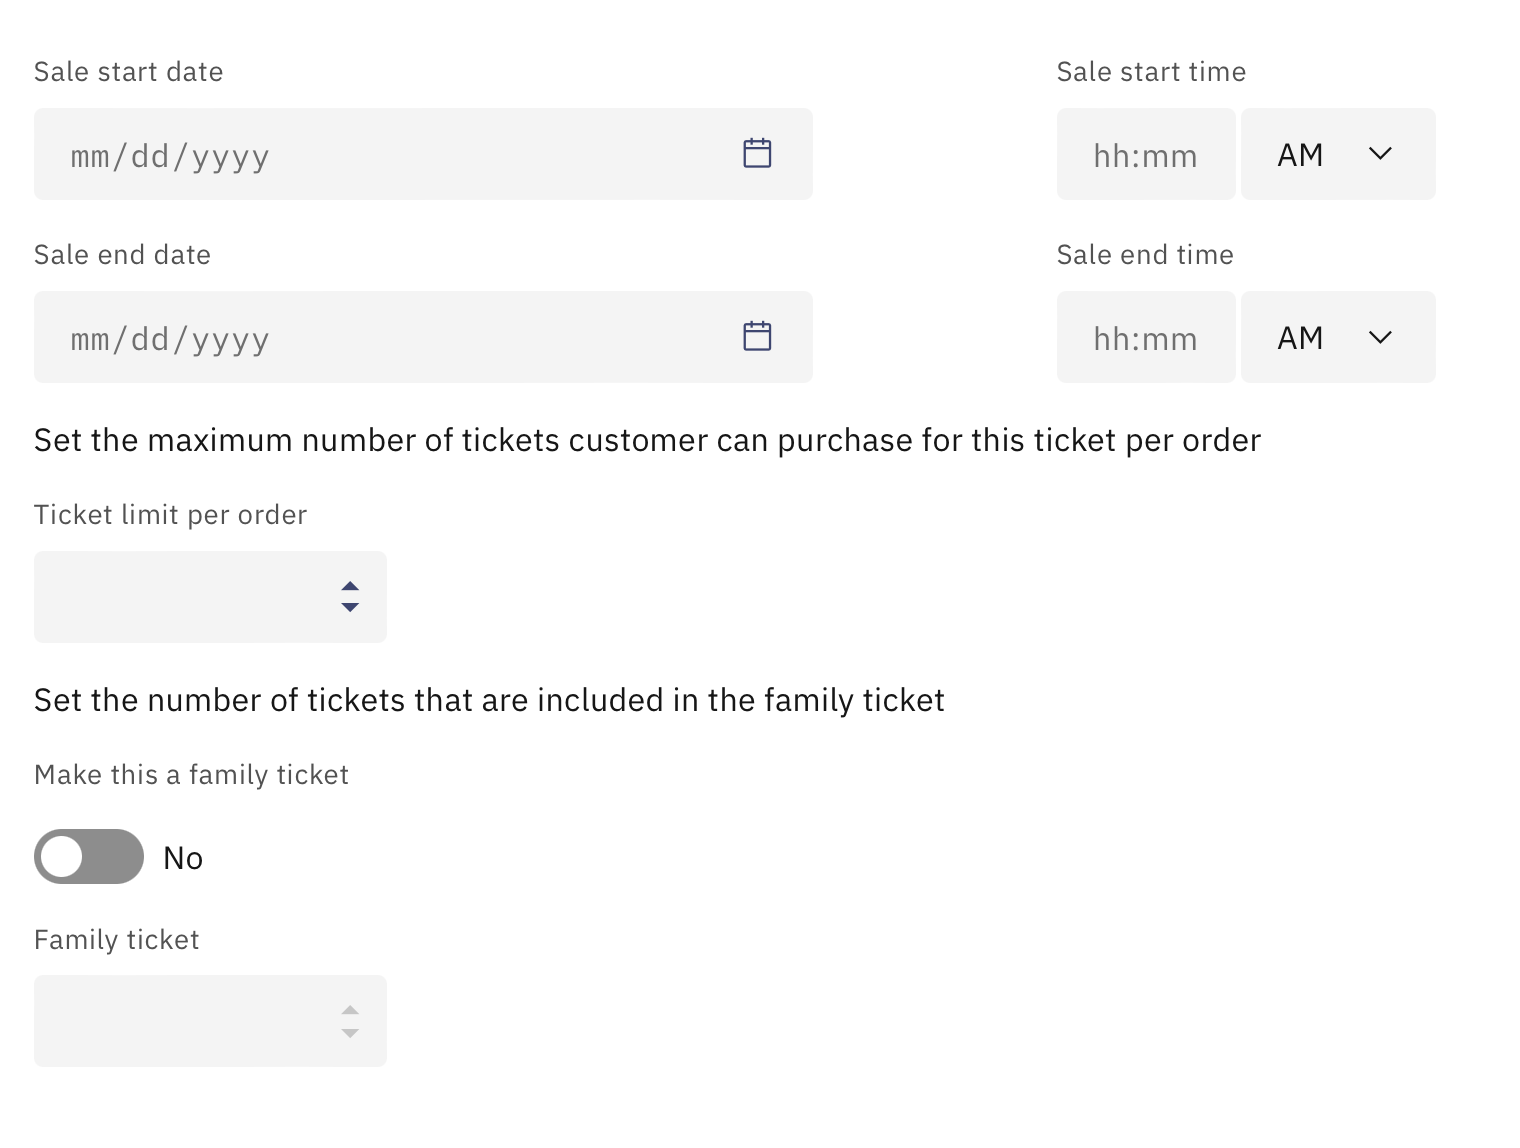 Sale start date
Sale start time
mm/dd/yyyy
hh:mm
AM
Sale end date
Sale end time
mm/dd/yyyy
hh:mm
AM
Set the maximum number of tickets customer can purchase for this ticket per order
Ticket limit per order
Set the number of tickets that are included in the family ticket
Make this a family ticket
No
Family ticket